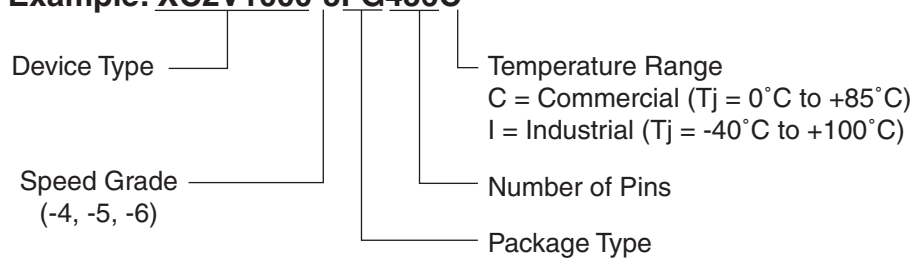 Example:
Device Type
Temperature Range
C = Commercial (Tj = 0˚C to +85˚C)
I = Industrial (Tj = -40˚C to +100˚C)
Speed Grade
(-4, -5, -6)
Number of Pins
Package Type